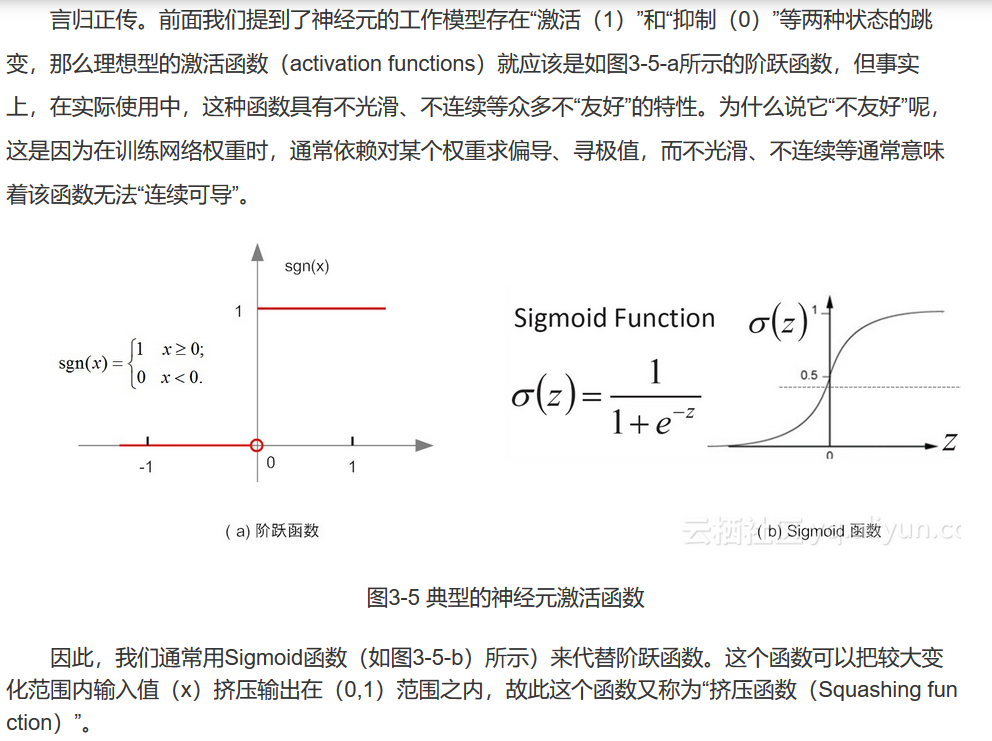 言归正传。前面我们提到了神经元的工作模型存在“激活（1）”和“抑制（0）”等两种状态的跳
变，那么理想型的激活函数（activation functions）就应该是如图3-5-a所示的阶跃函数，但事实
上，在实际使用中，这种函数具有不光滑、不连续等众多不“友好”的特性。为什么说它“不友好”呢，
这是因为在训练网络权重时，通常依赖对某个权重求偏导、寻极值，而不光滑、不连续等通常意味
着该函数无法“连续可导”。
sgn(x)
1
sgn(x) = {1 x ≥ 0;
0 x < 0.
-1 0 1
( a) 阶跃函数
Sigmoid Function
σ(z) = 1 / (1 + e^{-z})
σ(z)
1
0.5
0
Z
云栖社区 yq.aliyun.cc
( b) Sigmoid 函数
图3-5 典型的神经元激活函数
因此，我们通常用Sigmoid函数（如图3-5-b）所示）来代替阶跃函数。这个函数可以把较大变
化范围内输入值（x）挤压输出在（0,1）范围之内，故此这个函数又称为“挤压函数（Squashing fun
ction）”。